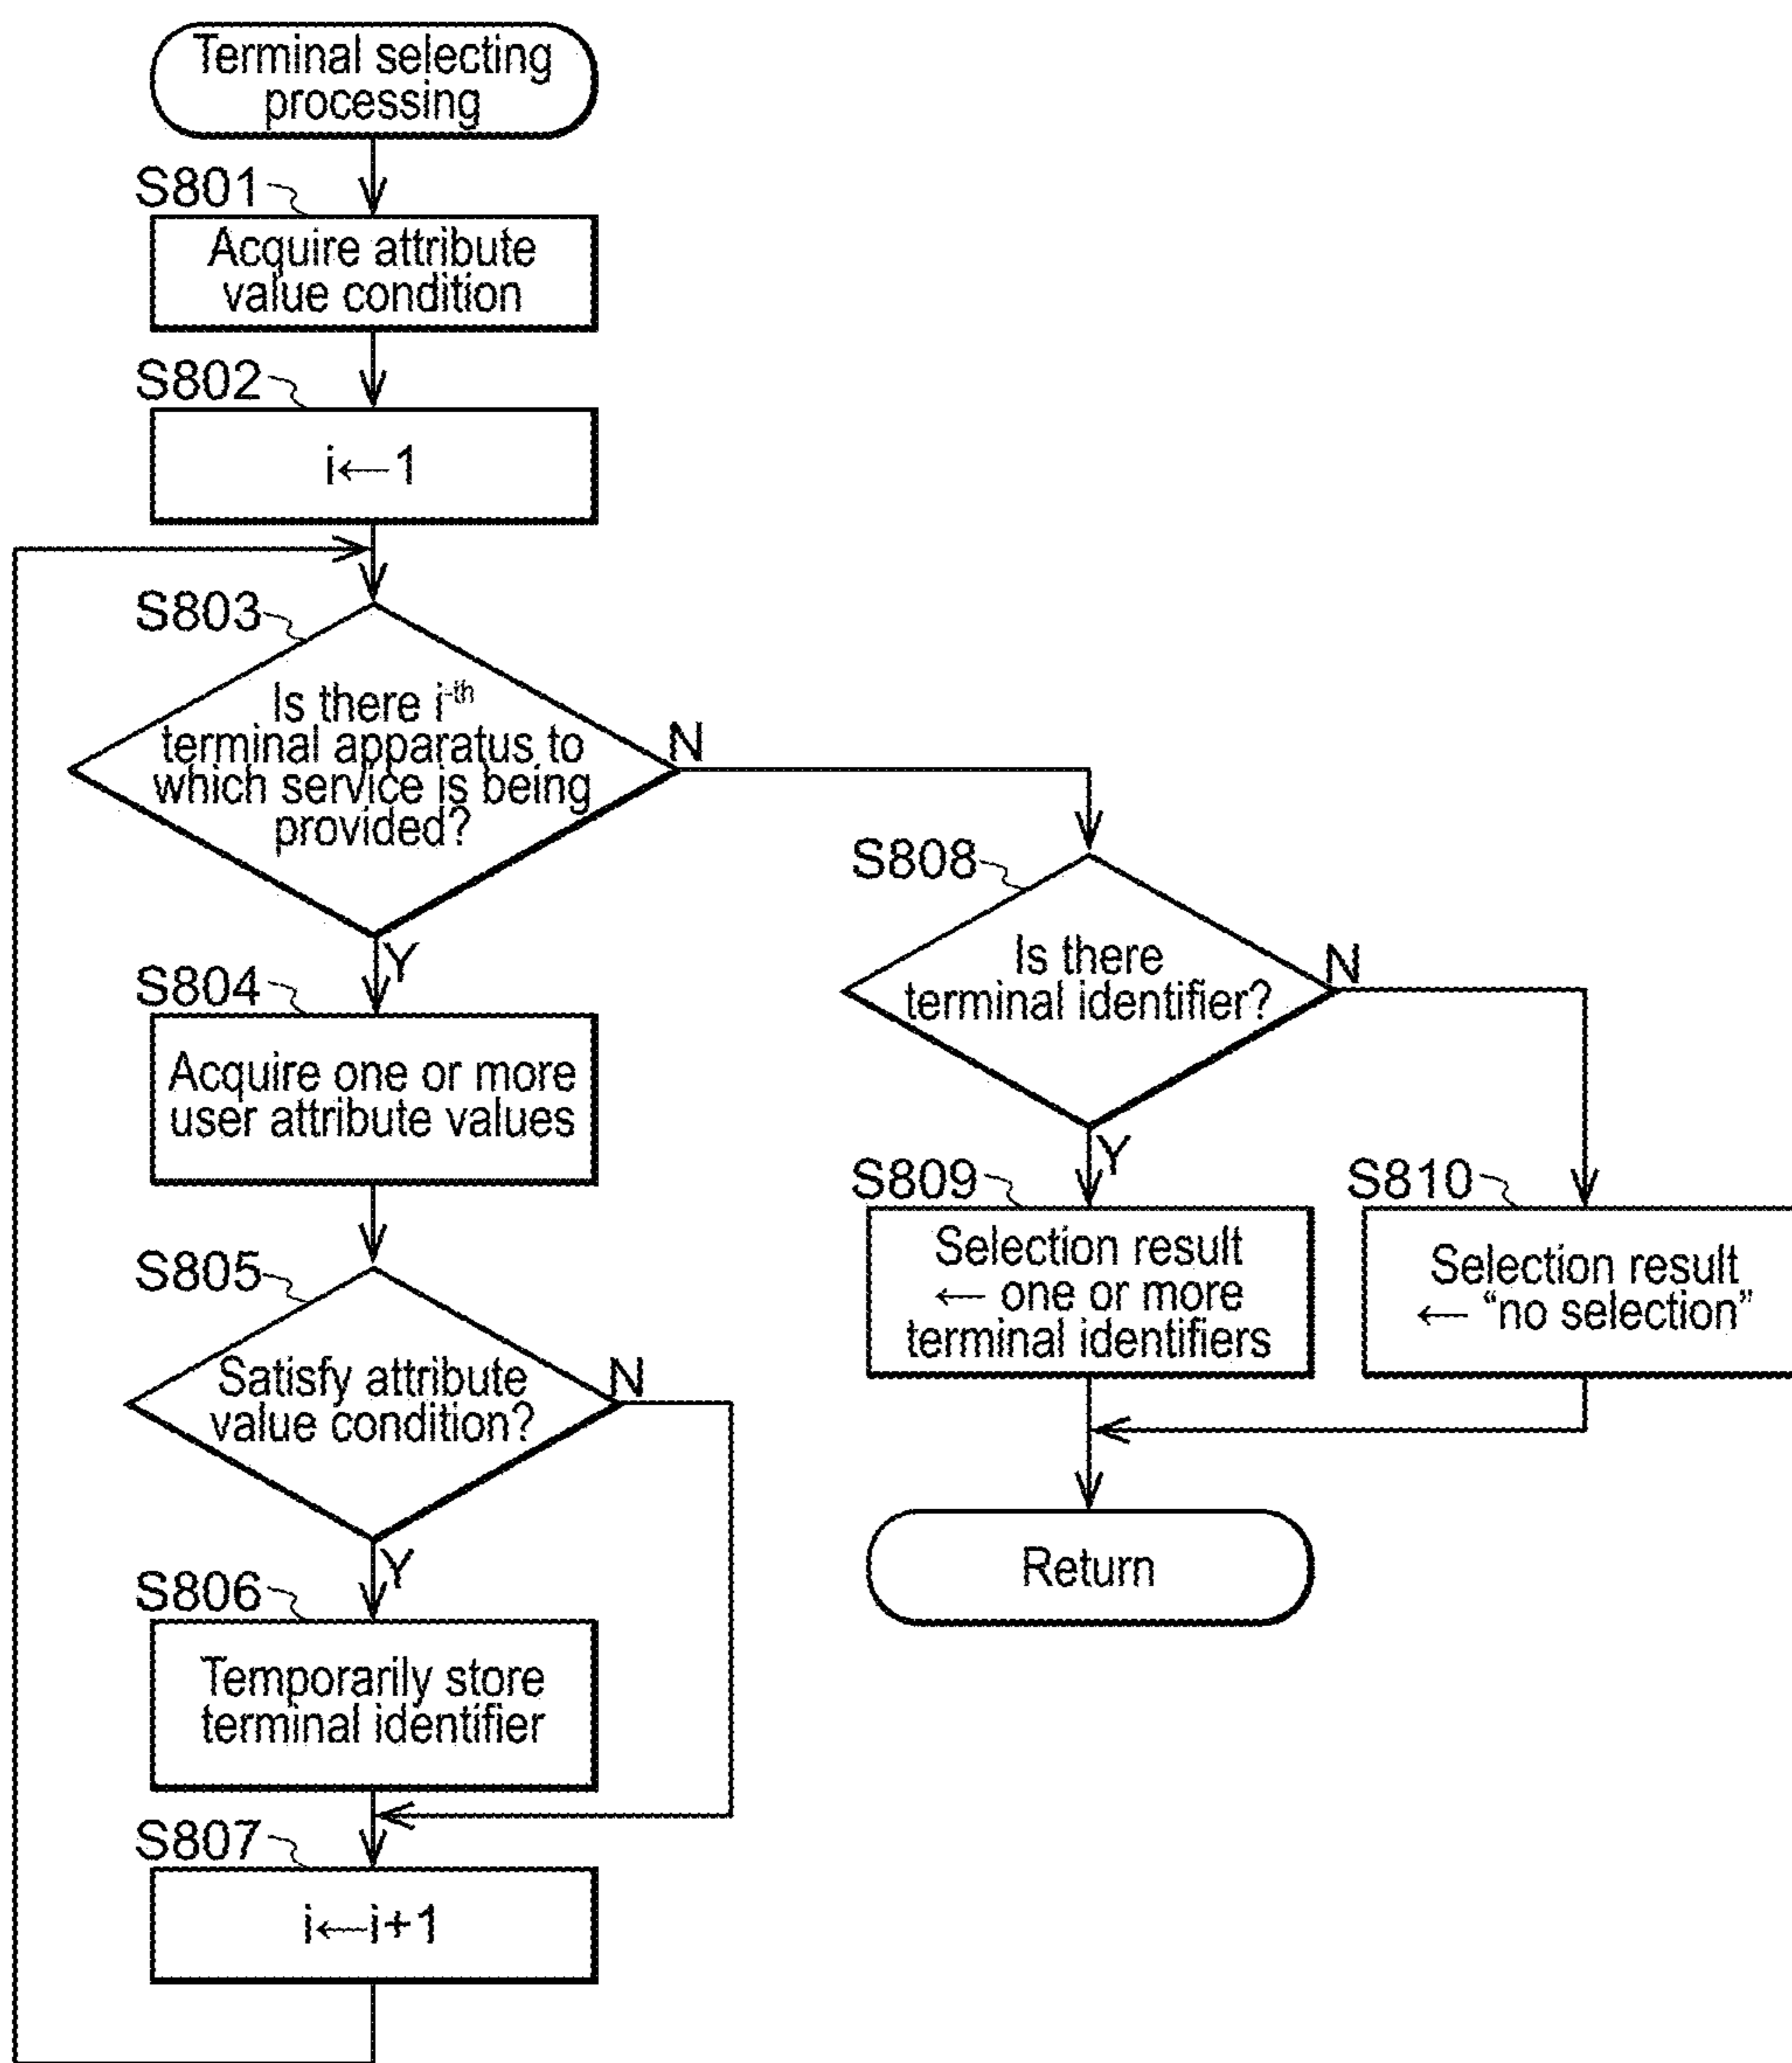 Terminal selecting
processing
S801
Acquire attribute
value condition
S802
i←1
S803
Is there i-th
terminal apparatus to
which service is being
provided?
N
Y
S804
Acquire one or more
user attribute values
S805
Satisfy attribute
value condition?
N
Y
S806
Temporarily store
terminal identifier
S807
i←i+1
S808
Is there
terminal identifier?
N
Y
S809
Selection result
← one or more
terminal identifiers
S810
Selection result
← “no selection”
Return